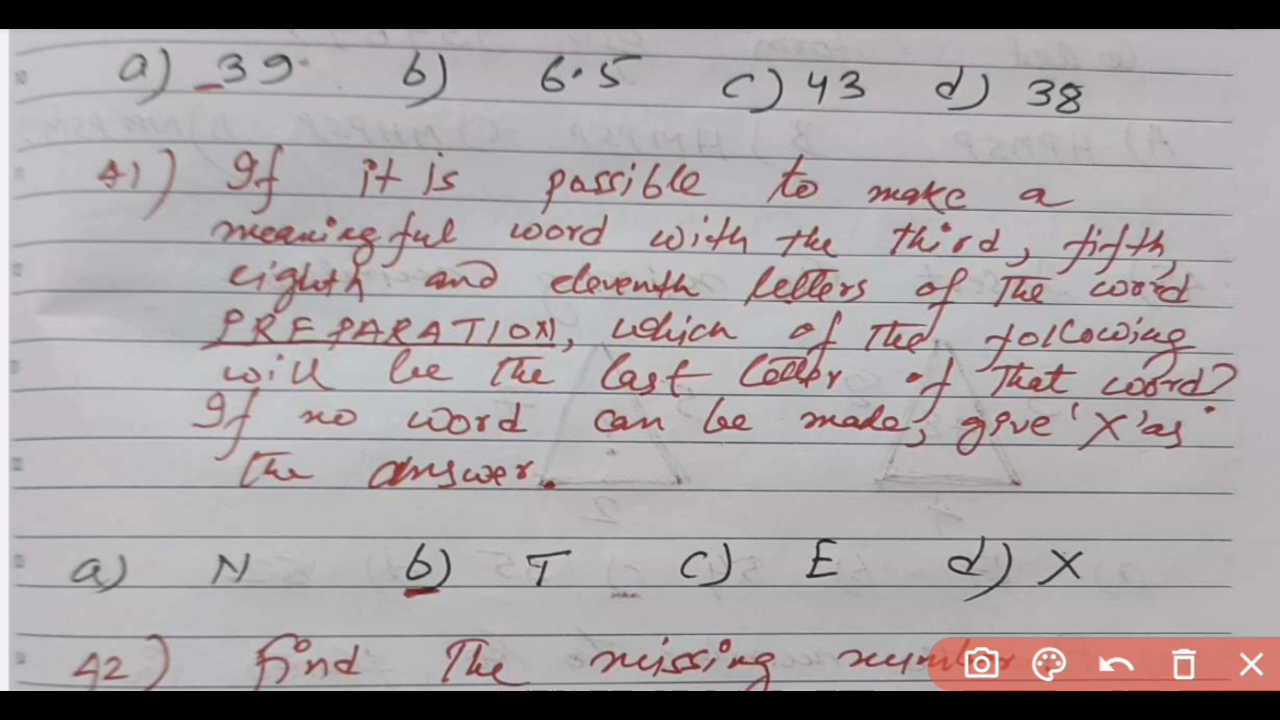 a) 39 b) 6.5 c) 43 d) 38
41) If it is possible to make a
meaningful word with the third, fifth,
eighth and eleventh letters of the word
PREPARATION, which of the following
will be the last letter of that word?
If no word can be made, give 'X' as
the answer.
a) N b) T c) E d) X
42) find the missing number